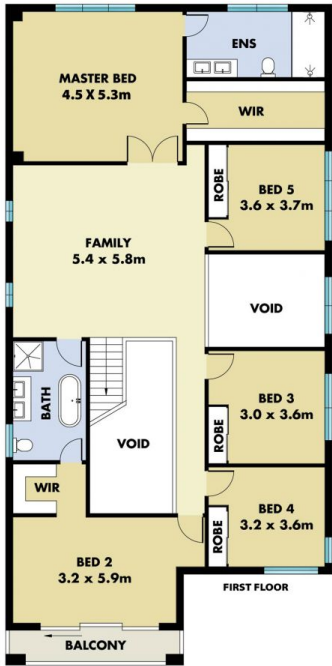 ENS
MASTER BED
4.5 X 5.3m
WIR
ROBE
BED 5
3.6 x 3.7m
FAMILY
5.4 x 5.8m
VOID
BATH
BED 3
3.0 x 3.6m
ROBE
VOID
WIR
BED 4
3.2 x 3.6m
ROBE
BED 2
3.2 x 5.9m
FIRST FLOOR
BALCONY